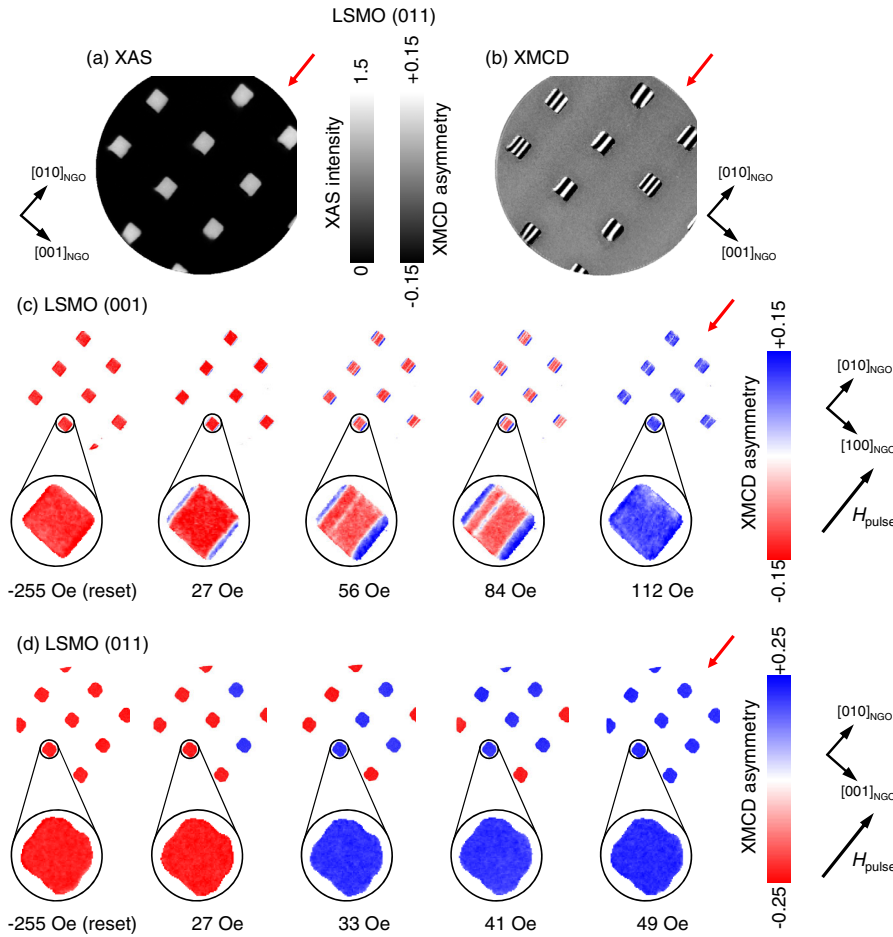 LSMO (011)
(a) XAS
(b) XMCD
1.5
+0.15
XAS intensity
XMCD asymmetry
0
-0.15
[010]NGO
[001]NGO
[010]NGO
[001]NGO
(c) LSMO (001)
+0.15
XMCD asymmetry
-0.15
[010]NGO
[100]NGO
Hpulse
-255 Oe (reset)
27 Oe
56 Oe
84 Oe
112 Oe
(d) LSMO (011)
+0.25
XMCD asymmetry
-0.25
[010]NGO
[001]NGO
Hpulse
-255 Oe (reset)
27 Oe
33 Oe
41 Oe
49 Oe